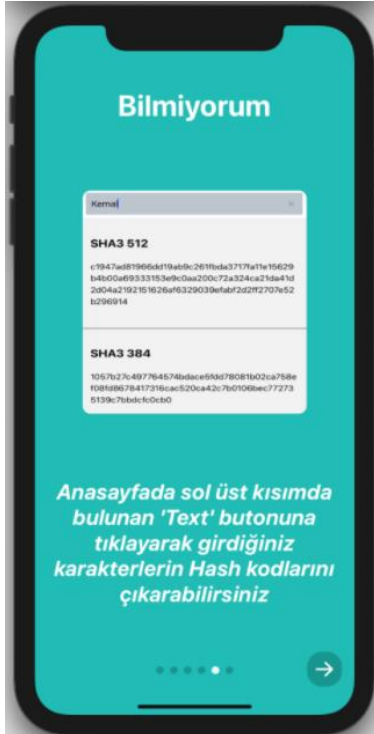 Bilmiyorum
Kemal
SHA3 512
c1947ad81966dd19ab9c261fbda3717fa11e15629
b4b00a69333153e9c0aa200c72a324ca21da41d
2d04a2192151626af6329039efabf2d2ff2707e52
b296914
SHA3 384
1057b27c497764574bdace5fdd78081b02ca758e
f08fd8678417316cac520ca42c7b0106bec77273
5139c7bbdcfc0cb0
Anasayfada sol üst kısımda
bulunan 'Text' butonuna
tıklayarak girdiğiniz
karakterlerin Hash kodlarını
çıkarabilirsiniz